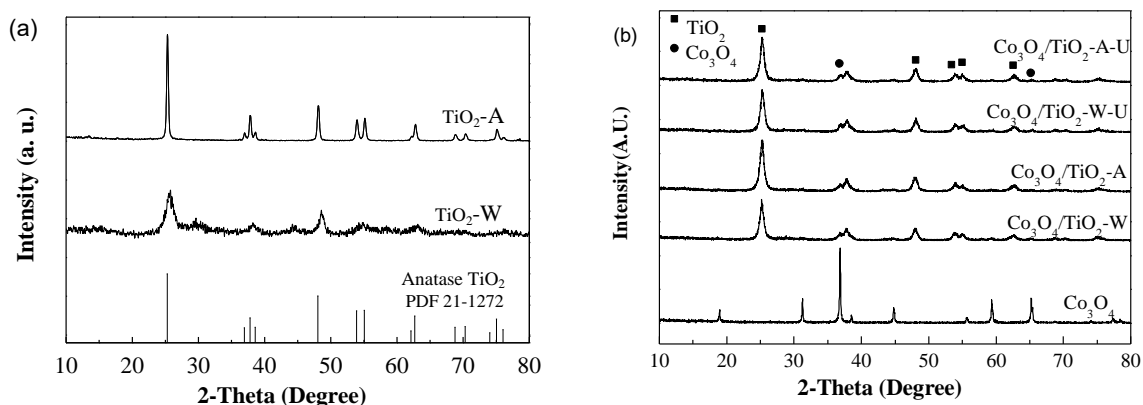 (a)
Intensity (a. u.)
TiO₂-A
TiO₂-W
Anatase TiO₂
PDF 21-1272
10 20 30 40 50 60 70 80
2-Theta (Degree)
(b)
Intensity(A.U.)
■ TiO₂
● Co₃O₄
Co₃O₄/TiO₂-A-U
Co₃O₄/TiO₂-W-U
Co₃O₄/TiO₂-A
Co₃O₄/TiO₂-W
Co₃O₄
10 20 30 40 50 60 70 80
2-Theta (Degree)